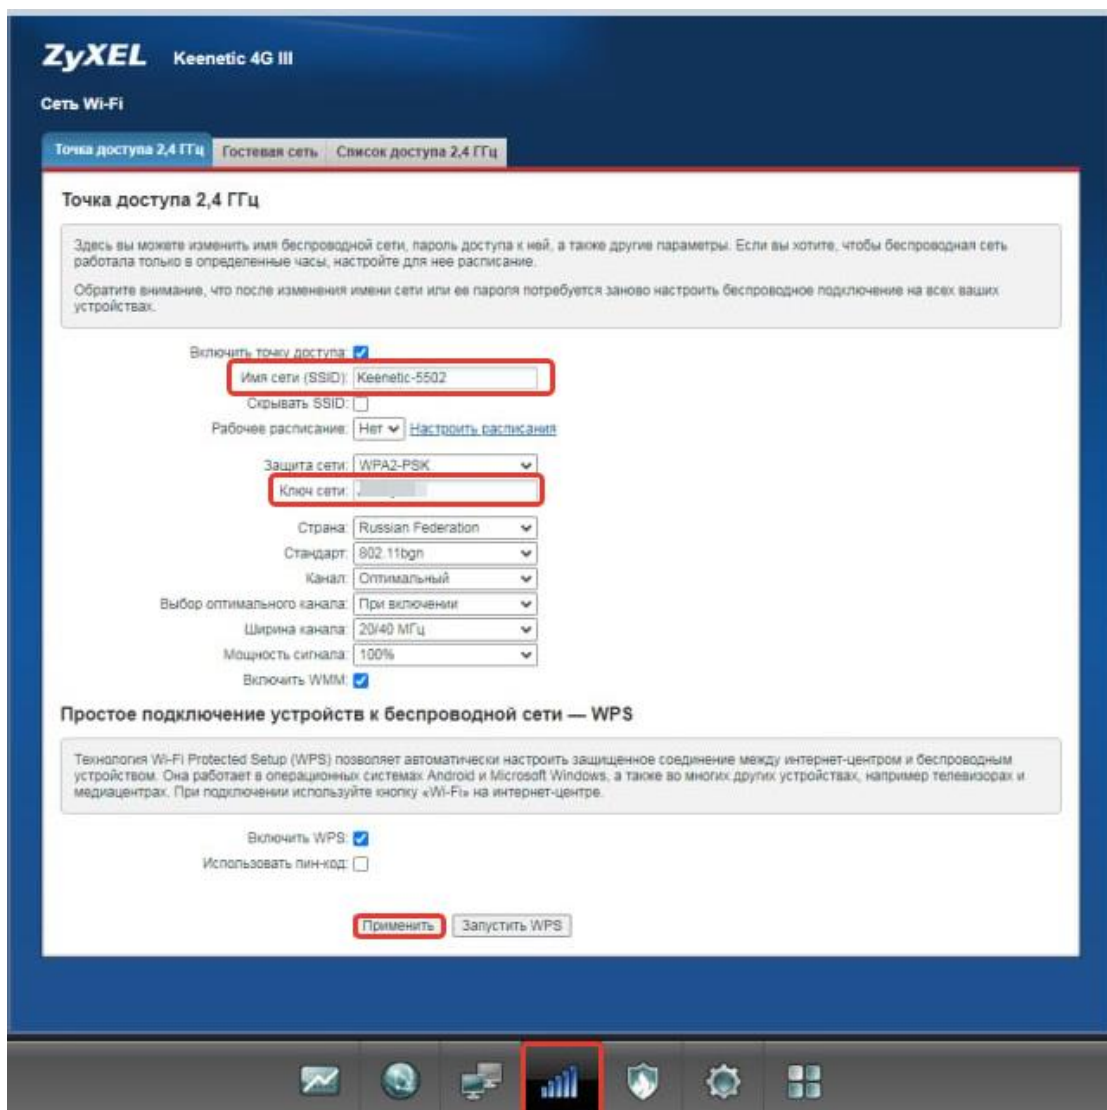 ZyXEL Keenetic 4G III
Сеть Wi-Fi
Точка доступа 2,4 ГГц Гостевая сеть Список доступа 2,4 ГГц
Точка доступа 2,4 ГГц
Здесь вы можете изменить имя беспроводной сети, пароль доступа к ней, а также другие параметры. Если вы хотите, чтобы беспроводная сеть
работала только в определенные часы, настройте для нее расписание.
Обратите внимание, что после изменения имени сети или ее пароля потребуется заново настроить беспроводное подключение на всех ваших
устройствах.
Включить точку доступа:
Имя сети (SSID): Keenetic-5502
Скрывать SSID:
Рабочее расписание: Нет Настроить расписания
Защита сети: WPA2-PSK
Ключ сети:
Страна: Russian Federation
Стандарт: 802.11bgn
Канал: Оптимальный
Выбор оптимального канала: При включении
Ширина канала: 20/40 МГц
Мощность сигнала: 100%
Включить WMM:
Простое подключение устройств к беспроводной сети — WPS
Технология Wi-Fi Protected Setup (WPS) позволяет автоматически настроить защищенное соединение между интернет-центром и беспроводным
устройством. Она работает в операционных системах Android и Microsoft Windows, а также во многих других устройствах, например телевизорах и
медиацентрах. При подключении используйте кнопку «Wi-Fi» на интернет-центре.
Включить WPS:
Использовать пин-код:
Применить Запустить WPS